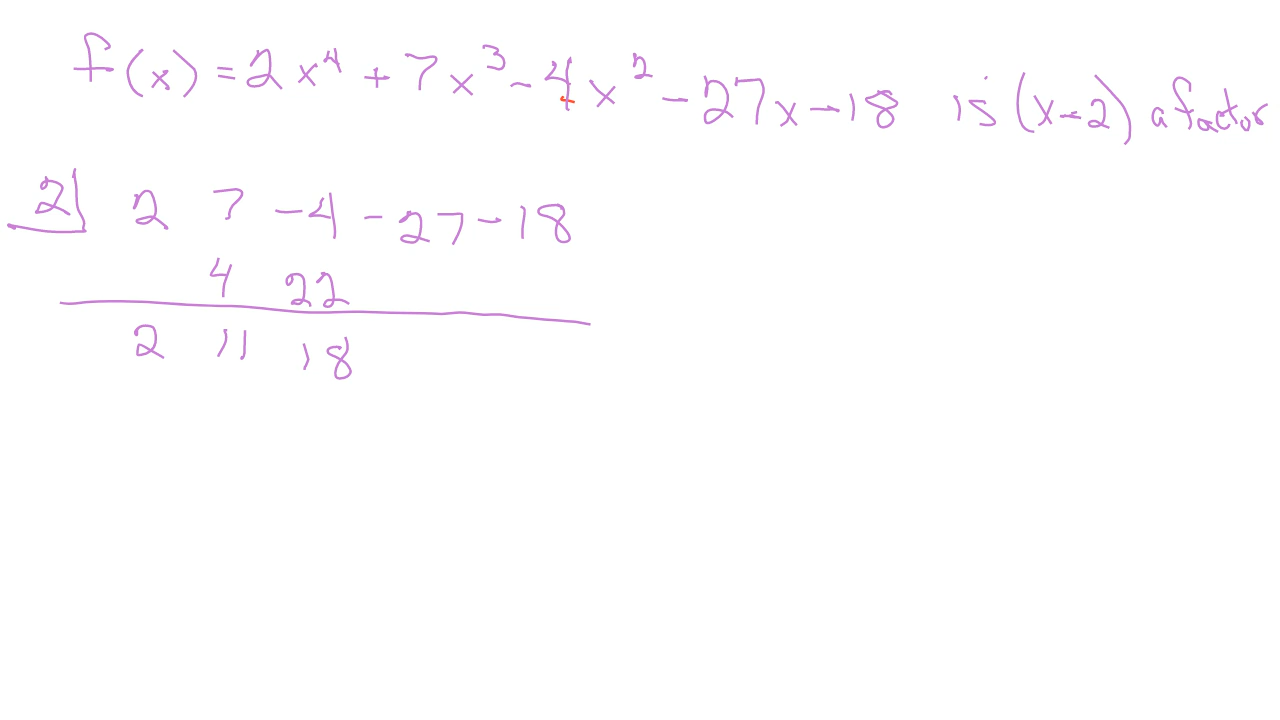 f(x) = 2x⁴ + 7x³ - 4x² - 27x - 18 is (x-2) a factor
2| 2 7 -4 -27 -18
4 22
2 11 18